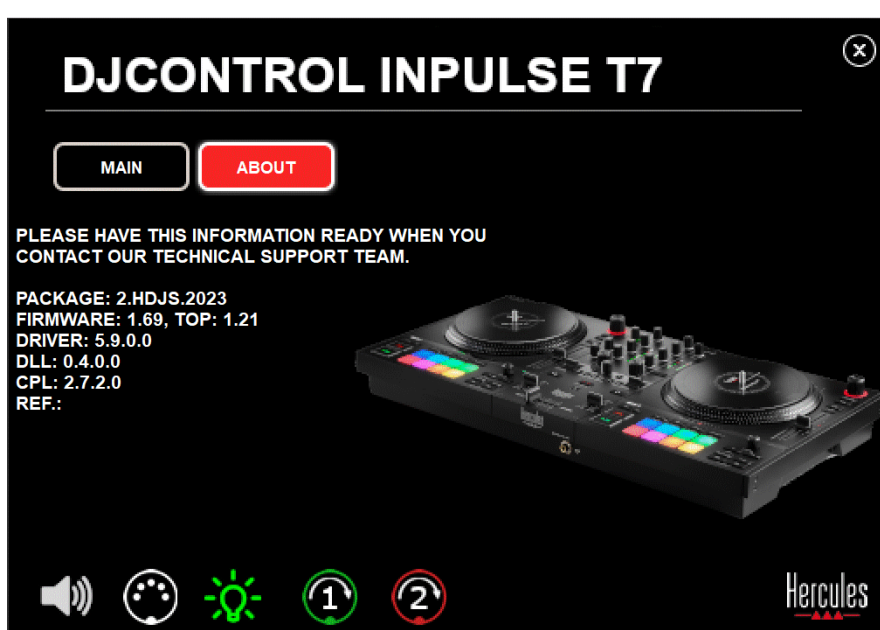 DJCONTROL INPULSE T7
MAIN
ABOUT
PLEASE HAVE THIS INFORMATION READY WHEN YOU
CONTACT OUR TECHNICAL SUPPORT TEAM.
PACKAGE: 2.HDJS.2023
FIRMWARE: 1.69, TOP: 1.21
DRIVER: 5.9.0.0
DLL: 0.4.0.0
CPL: 2.7.2.0
REF.:
1
2
Hercules